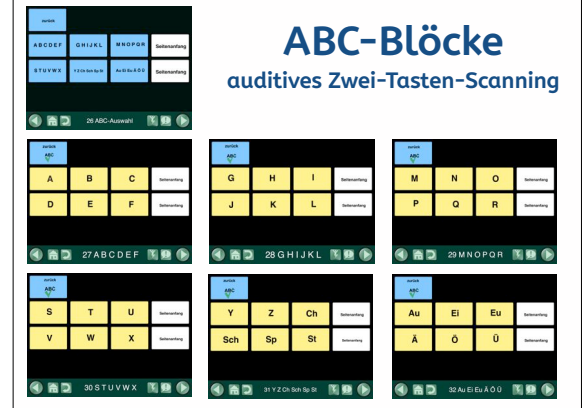 ABC-Blöcke
auditives Zwei-Tasten-Scanning
zurück
ABCDEF GHIJKL MNOPQR Seitenanfang
STUVWX Y Z Ch Sch Sp St Au Ei Eu Ä Ö Ü Seitenanfang
26 ABC-Auswahl
zurück
ABC
A B C Seitenanfang
D E F Seitenanfang
27 A B C D E F
zurück
ABC
G H I Seitenanfang
J K L Seitenanfang
28 G H I J K L
zurück
ABC
M N O Seitenanfang
P Q R Seitenanfang
29 M N O P Q R
zurück
ABC
S T U Seitenanfang
V W X Seitenanfang
30 S T U V W X
zurück
ABC
Y Z Ch Seitenanfang
Sch Sp St Seitenanfang
31 Y Z Ch Sch Sp St
zurück
ABC
Au Ei Eu Seitenanfang
Ä Ö Ü Seitenanfang
32 Au Ei Eu Ä Ö Ü